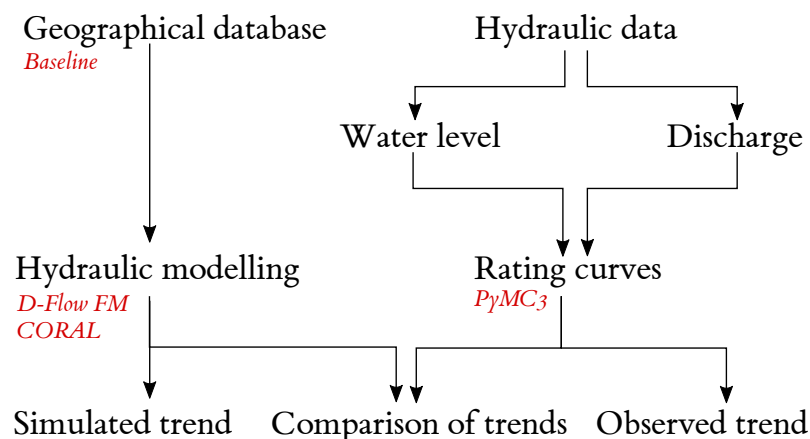 Geographical database
Baseline
Hydraulic data
Water level
Discharge
Hydraulic modelling
D-Flow FM
CORAL
Rating curves
PyMC3
Simulated trend
Comparison of trends
Observed trend